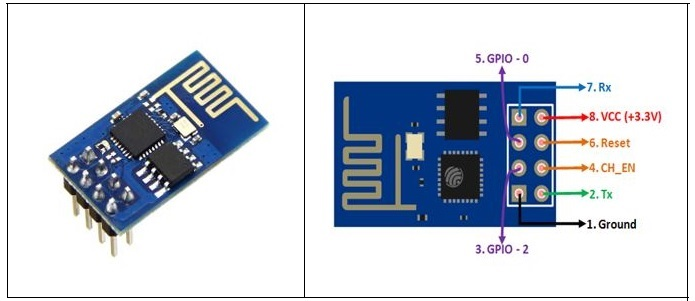 5. GPIO - 0
7. Rx
8. VCC (+3.3V)
6. Reset
4. CH_EN
2. Tx
1. Ground
3. GPIO - 2